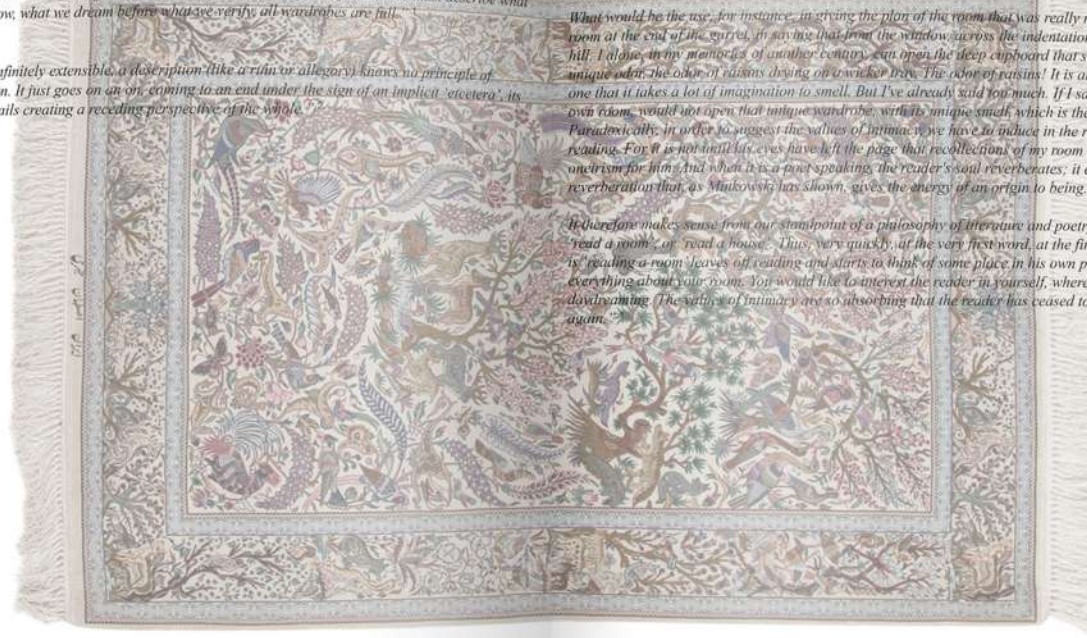 describe what
ow, what we dream before what we verify, all wardrobes are full.
nfinitely extensible, a description (like a ruin or allegory) knows no principle of
n. It just goes on an on, coming to an end under the sign of an implicit 'etcetera', its
ails creating a receding perspective of the whole."
What would be the use, for instance, in giving the plan of the room that was really m
room at the end of the garret, in saying that from the window, across the indentation
hill. I alone, in my memories of another century, can open the deep cupboard that s
unique odor, the odor of raisins drying on a wicker tray. The odor of raisins! It is a
one that it takes a lot of imagination to smell. But I've already said too much. If I sa
own room, would not open that unique wardrobe, with its unique smell, which is the
Paradoxically, in order to suggest the values of intimacy, we have to induce in the r
reading. For it is not until his eyes have left the page that recollections of my room
oneirism for him. And when it is a poet speaking, the reader's soul reverberates; it e
reverberation that, as Minkowski has shown, gives the energy of an origin to being.
It therefore makes sense from our standpoint of a philosophy of literature and poetr
'read a room', or 'read a house'. Thus, very quickly, at the very first word, at the fir
is 'reading a room' leaves off reading and starts to think of some place in his own p
everything about your room. You would like to interest the reader in yourself, where
daydreaming. The values of intimacy are so absorbing that the reader has ceased to
again."